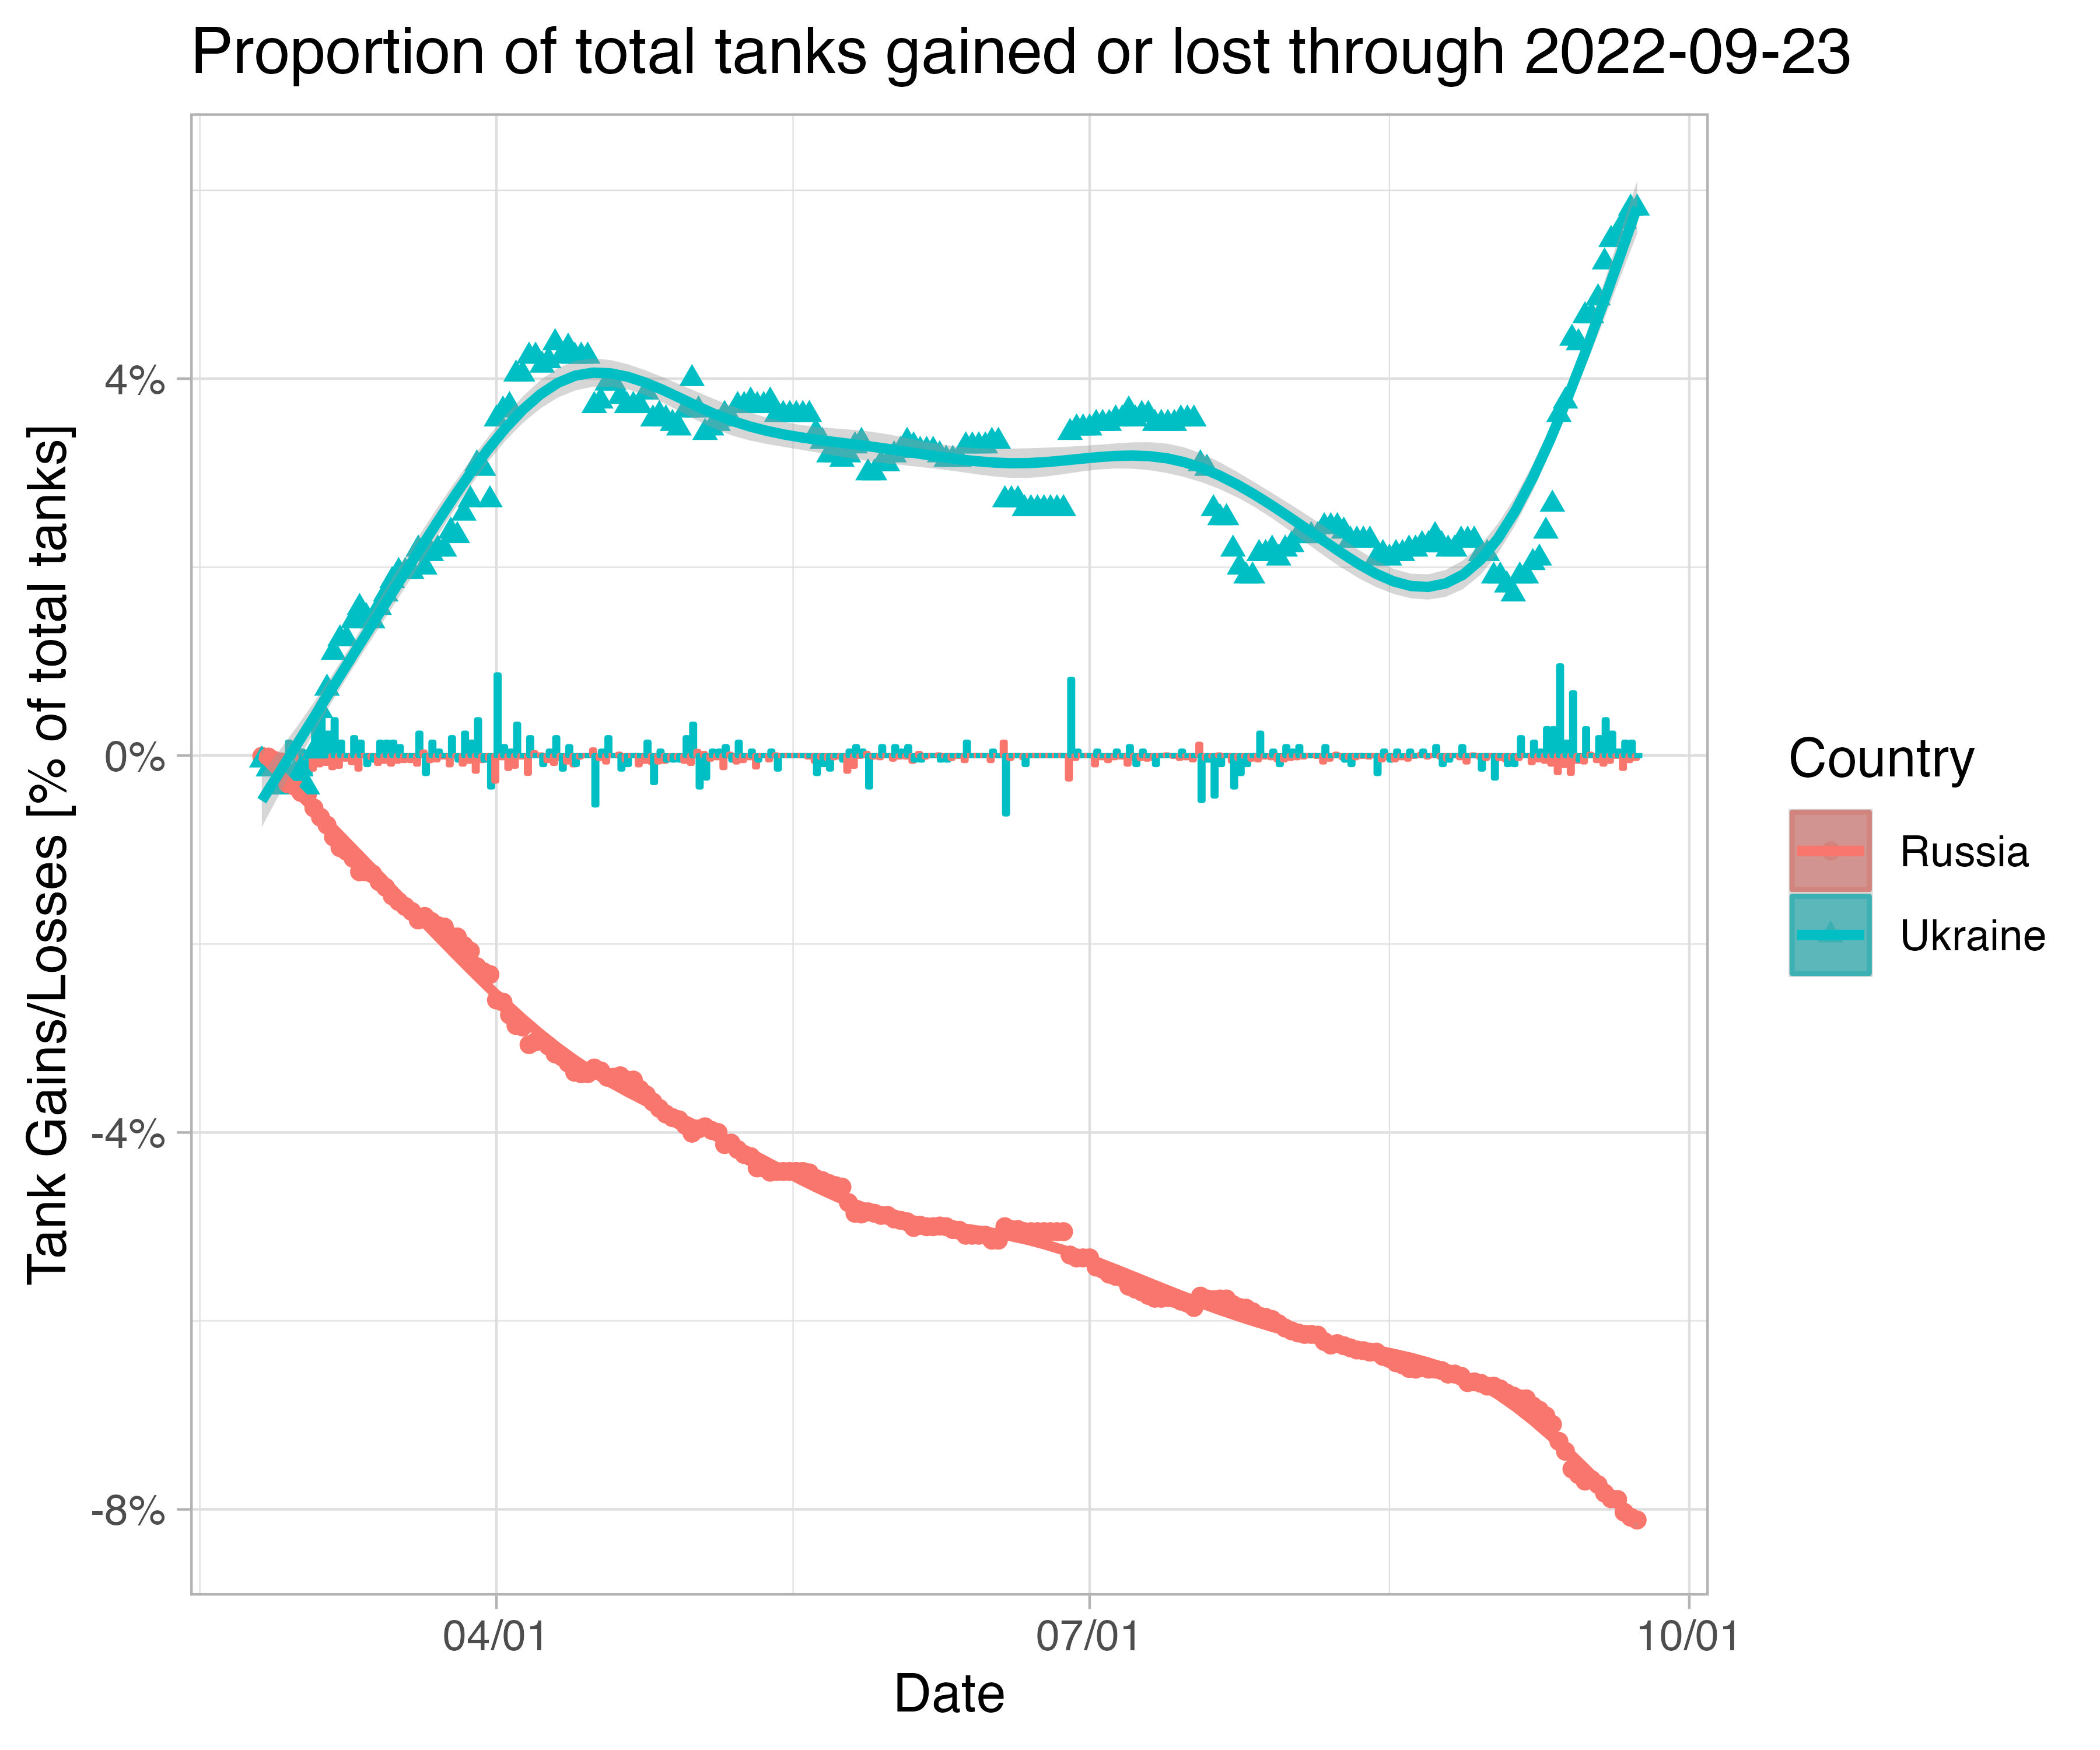 Proportion of total tanks gained or lost through 2022-09-23
Tank Gains/Losses [% of total tanks]
4%
0%
-4%
-8%
04/01
07/01
10/01
Date
Country
Russia
Ukraine